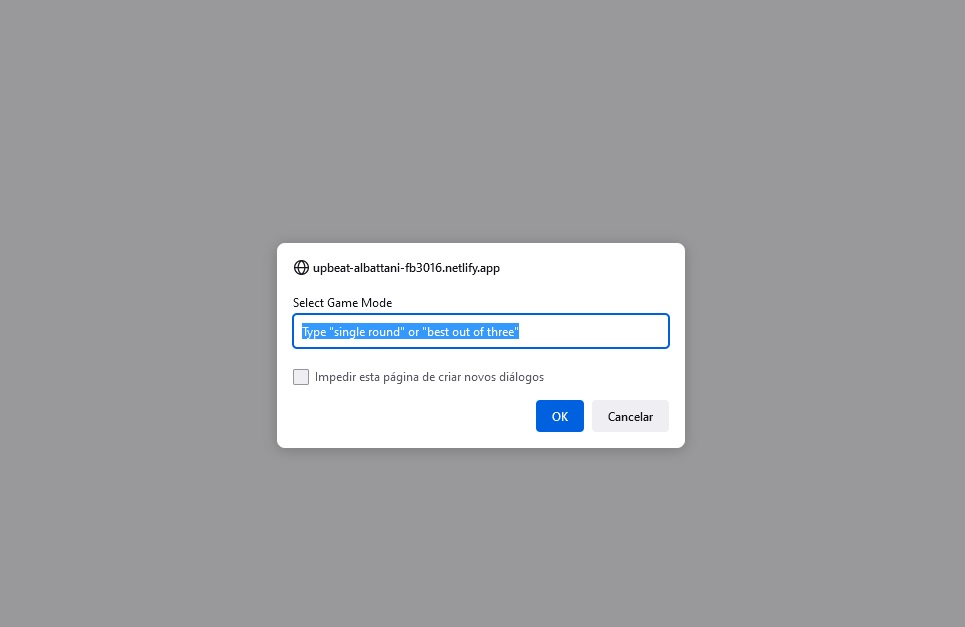 upbeat-albattani-fb3016.netlify.app
Select Game Mode
Type "single round" or "best out of three"
Impedir esta página de criar novos diálogos
OK Cancelar